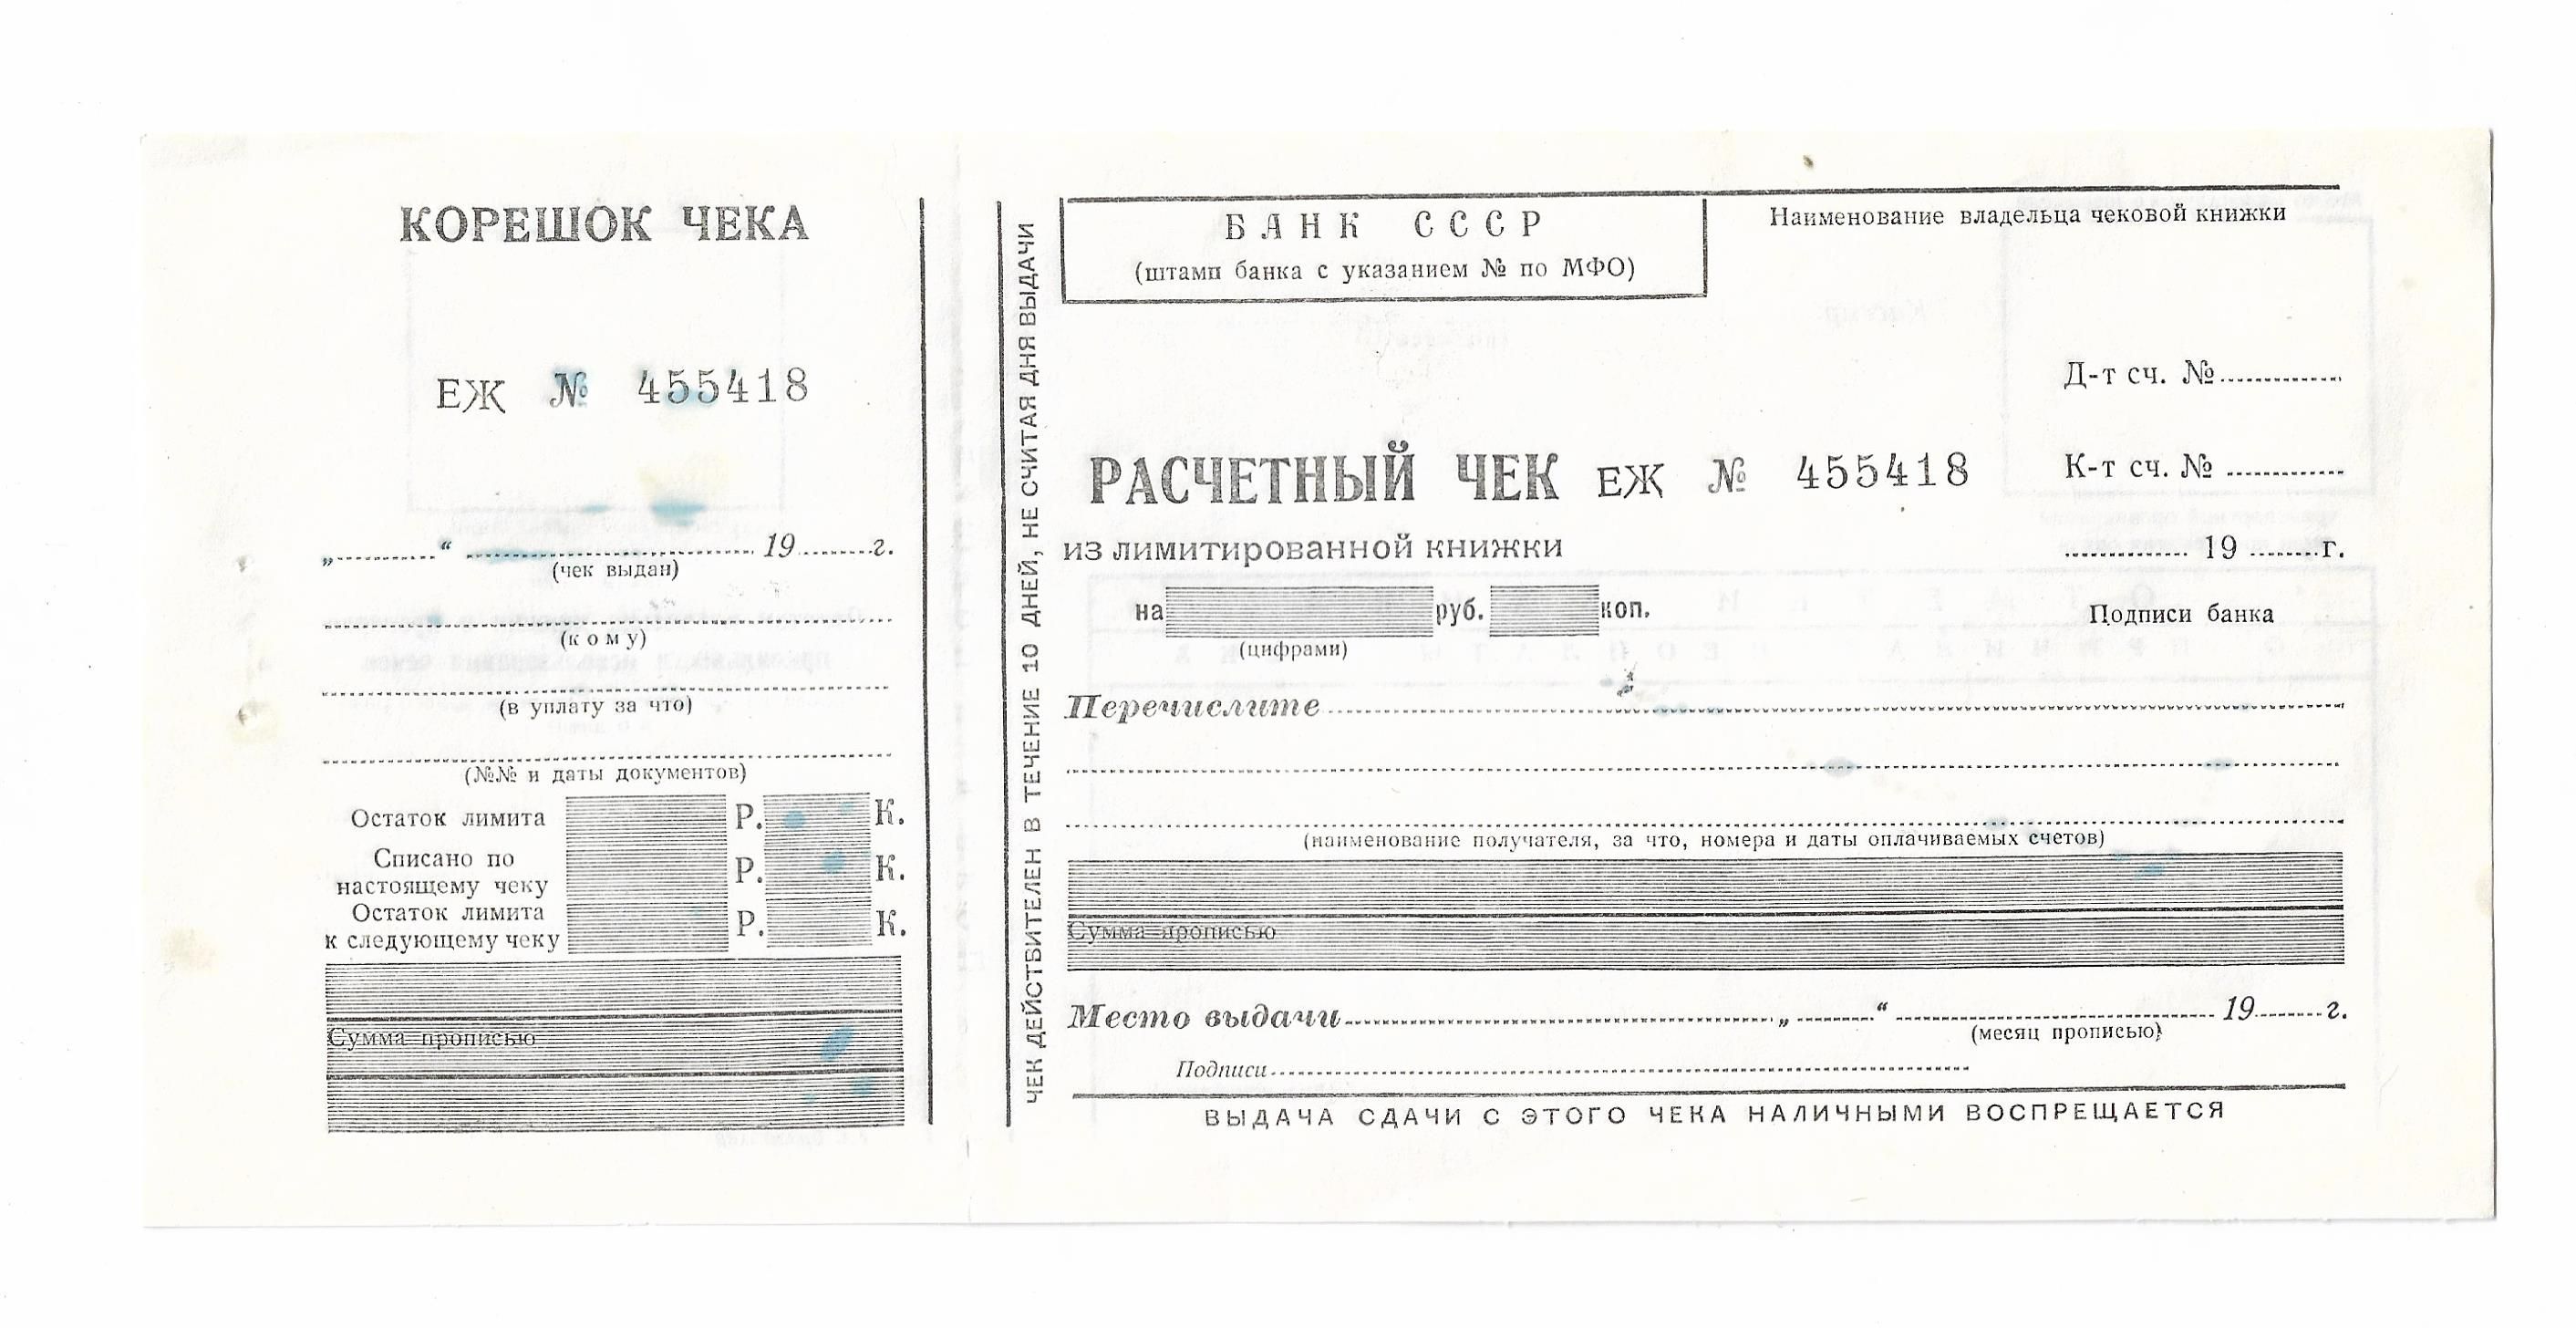 КОРЕШОК ЧЕКА
ЕЖ № 455418
„ “ 19 г.
(чек выдан)
(кому)
(в уплату за что)
(№№ и даты документов)
Остаток лимита Р. К.
Списано по
настоящему чеку Р. К.
Остаток лимита
к следующему чеку Р. К.
Сумма прописью
ЧЕК ДЕЙСТВИТЕЛЕН В ТЕЧЕНИЕ 10 ДНЕЙ, НЕ СЧИТАЯ ДНЯ ВЫДАЧИ
БАНК СССР
(штамп банка с указанием № по МФО)
Наименование владельца чековой книжки
Д-т сч. №
РАСЧЕТНЫЙ ЧЕК ЕЖ № 455418
К-т сч. №
из лимитированной книжки
19 г.
на руб. коп.
(цифрами)
Подписи банка
Перечислите
(наименование получателя, за что, номера и даты оплачиваемых счетов)
Сумма прописью
Место выдачи „ “ 19 г.
(месяц прописью)
Подписи
ВЫДАЧА СДАЧИ С ЭТОГО ЧЕКА НАЛИЧНЫМИ ВОСПРЕЩАЕТСЯ